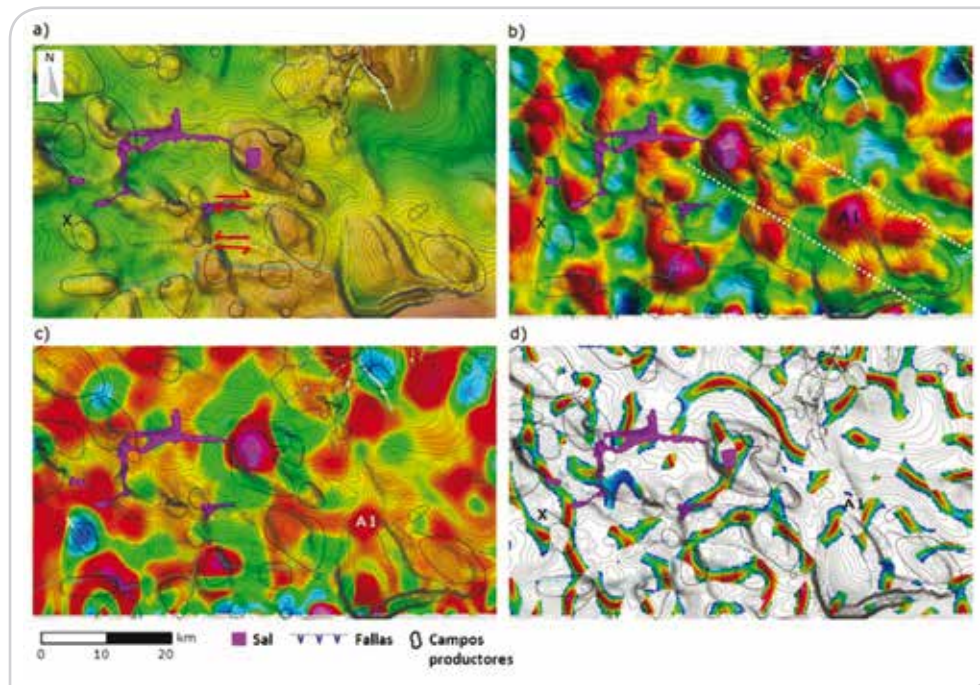 a)
N
X
b)
X
A1
c)
A1
d)
X
A1
km
0 10 20
Sal
Fallas
Campos
productores